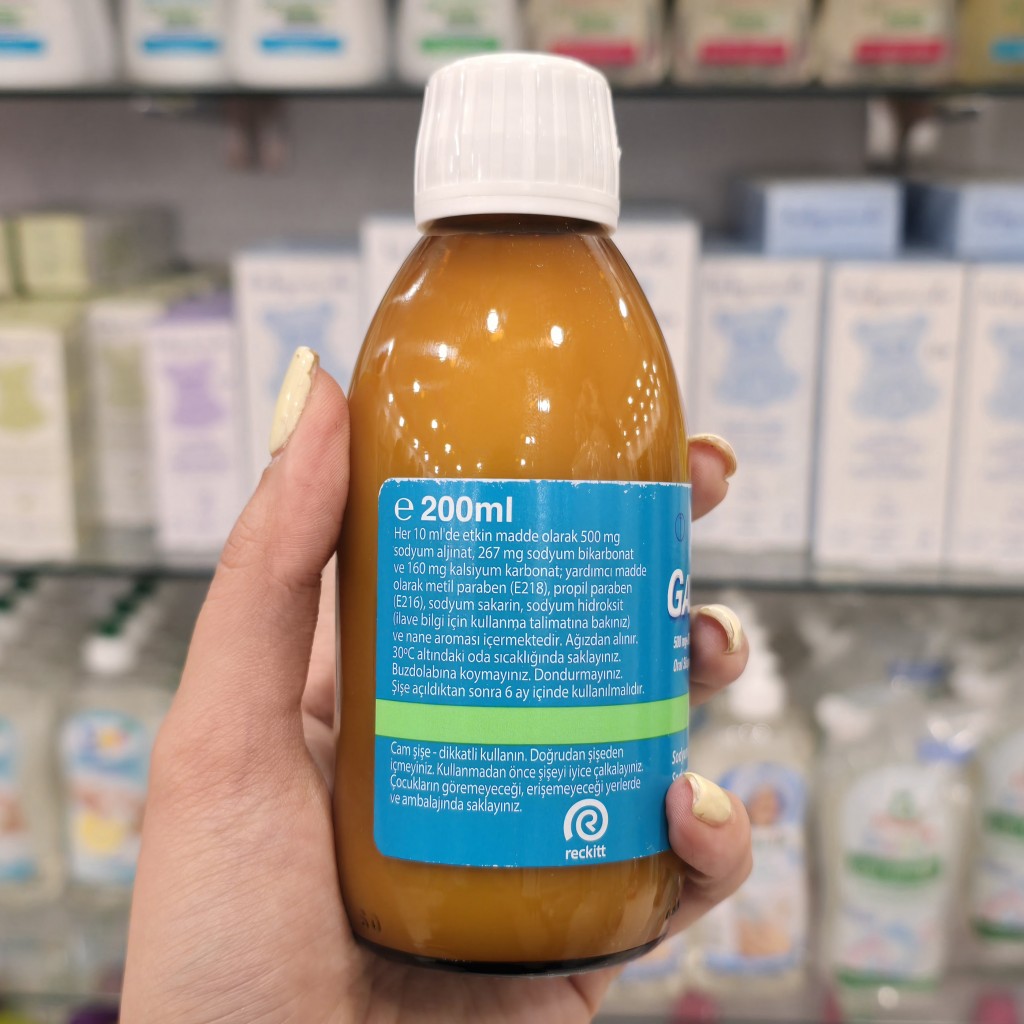 e 200ml
Her 10 ml'de etkin madde olarak 500 mg
sodyum aljinat, 267 mg sodyum bikarbonat
ve 160 mg kalsiyum karbonat; yardımcı madde
olarak metil paraben (E218), propil paraben
(E216), sodyum sakarin, sodyum hidroksit
(ilave bilgi için kullanma talimatına bakınız)
ve nane aroması içermektedir. Ağızdan alınır.
30°C altındaki oda sıcaklığında saklayınız.
Buzdolabına koymayınız. Dondurmayınız.
Şişe açıldıktan sonra 6 ay içinde kullanılmalıdır.
Cam şişe - dikkatli kullanın. Doğrudan şişeden
içmeyiniz. Kullanmadan önce şişeyi iyice çalkalayınız.
Çocukların göremeyeceği, erişemeyeceği yerlerde
ve ambalajında saklayınız.
reckitt
GA
500 mg
Oral